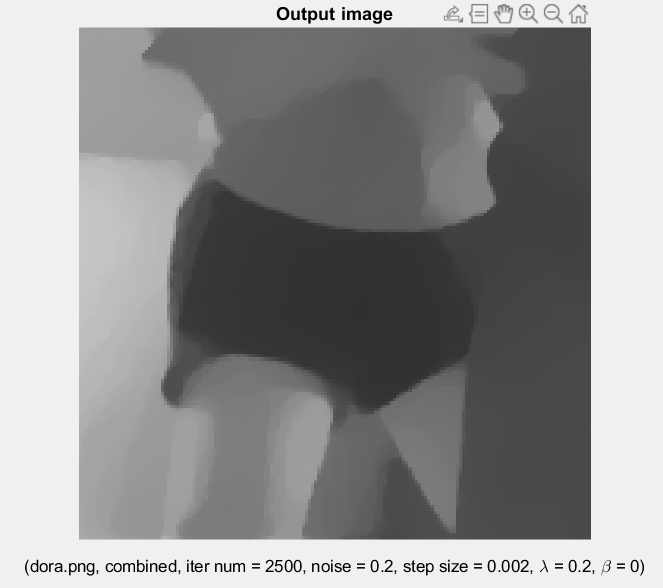 Output image
(dora.png, combined, iter num = 2500, noise = 0.2, step size = 0.002, λ = 0.2, β = 0)